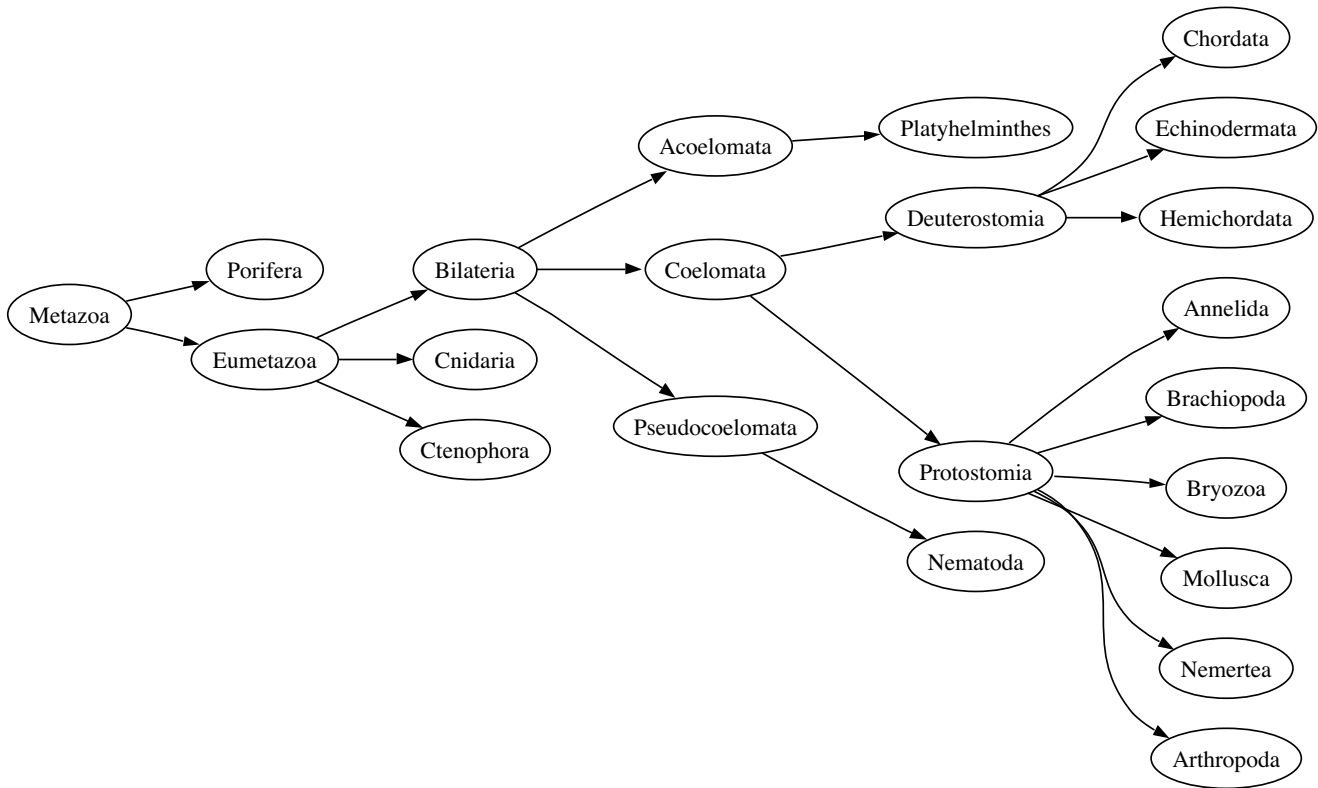 Chordata
Platyhelminthes
Echinodermata
Acoelomata
Deuterostomia
Hemichordata
Porifera
Bilateria
Coelomata
Metazoa
Annelida
Eumetazoa
Cnidaria
Brachiopoda
Pseudocoelomata
Ctenophora
Protostomia
Bryozoa
Nematoda
Mollusca
Nemertea
Arthropoda